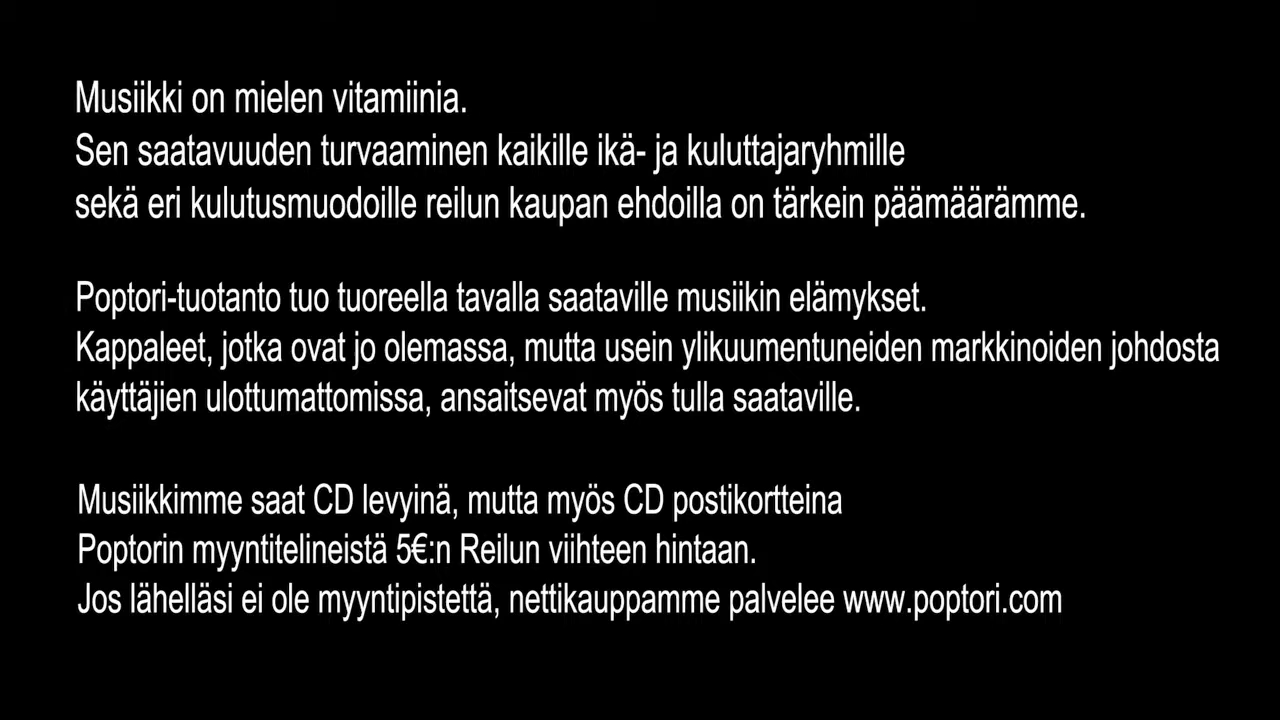 Musiikki on mielen vitamiinia.
Sen saatavuuden turvaaminen kaikille ikä- ja kuluttajaryhmille
sekä eri kulutusmuodoille reilun kaupan ehdoilla on tärkein päämäärämme.
Poptori-tuotanto tuo tuoreella tavalla saataville musiikin elämykset.
Kappaleet, jotka ovat jo olemassa, mutta usein ylikuumentuneiden markkinoiden johdosta
käyttäjien ulottumattomissa, ansaitsevat myös tulla saataville.
Musiikkimme saat CD levyinä, mutta myös CD postikortteina
Poptorin myyntitelineistä 5€:n Reilun viihteen hintaan.
Jos lähelläsi ei ole myyntipistettä, nettikauppamme palvelee www.poptori.com